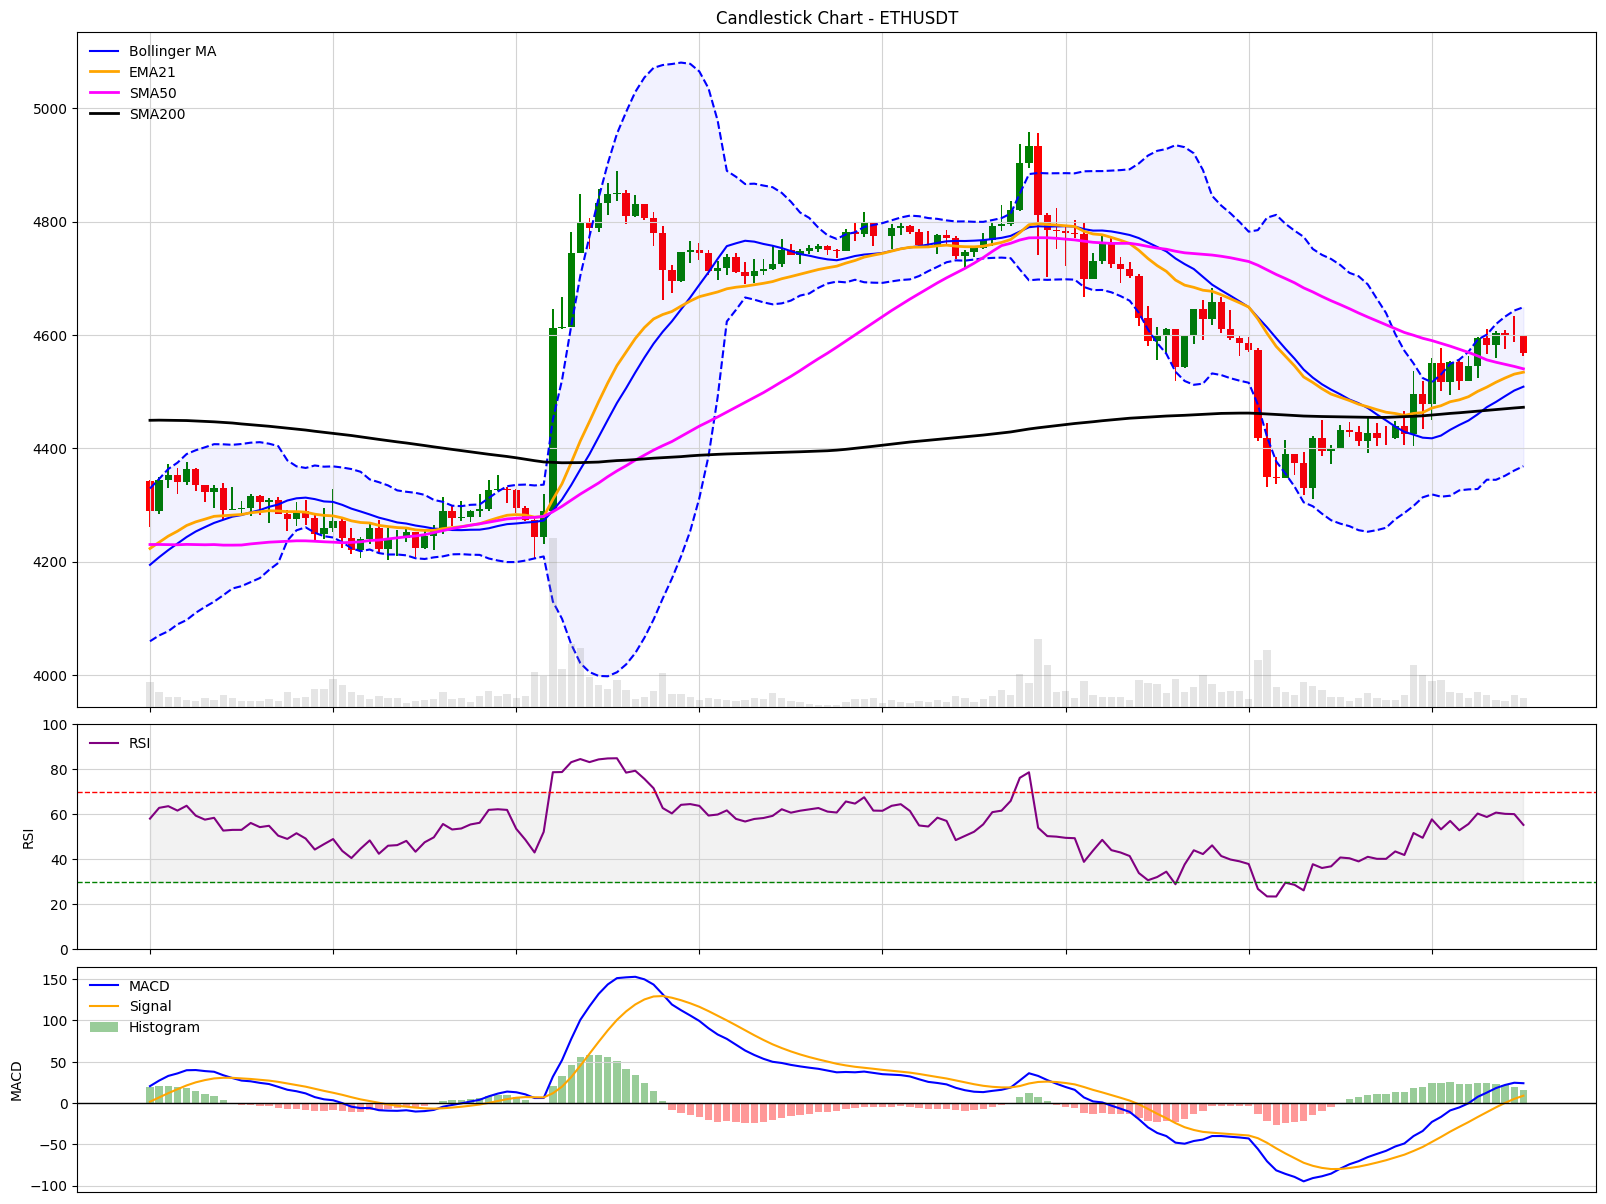 Candlestick Chart - ETHUSDT
Bollinger MA
EMA21
SMA50
SMA200
5000
4800
4600
4400
4200
4000
100
80
60
40
20
0
RSI
RSI
150
100
50
0
−50
−100
MACD
MACD
Signal
Histogram